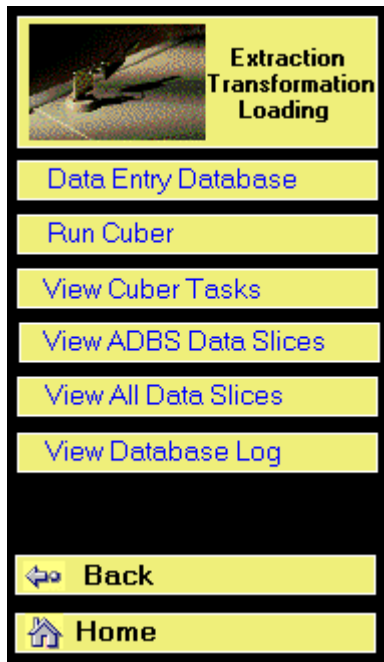 Extraction
Transformation
Loading
Data Entry Database
Run Cuber
View Cuber Tasks
View ADBS Data Slices
View All Data Slices
View Database Log
Back
Home